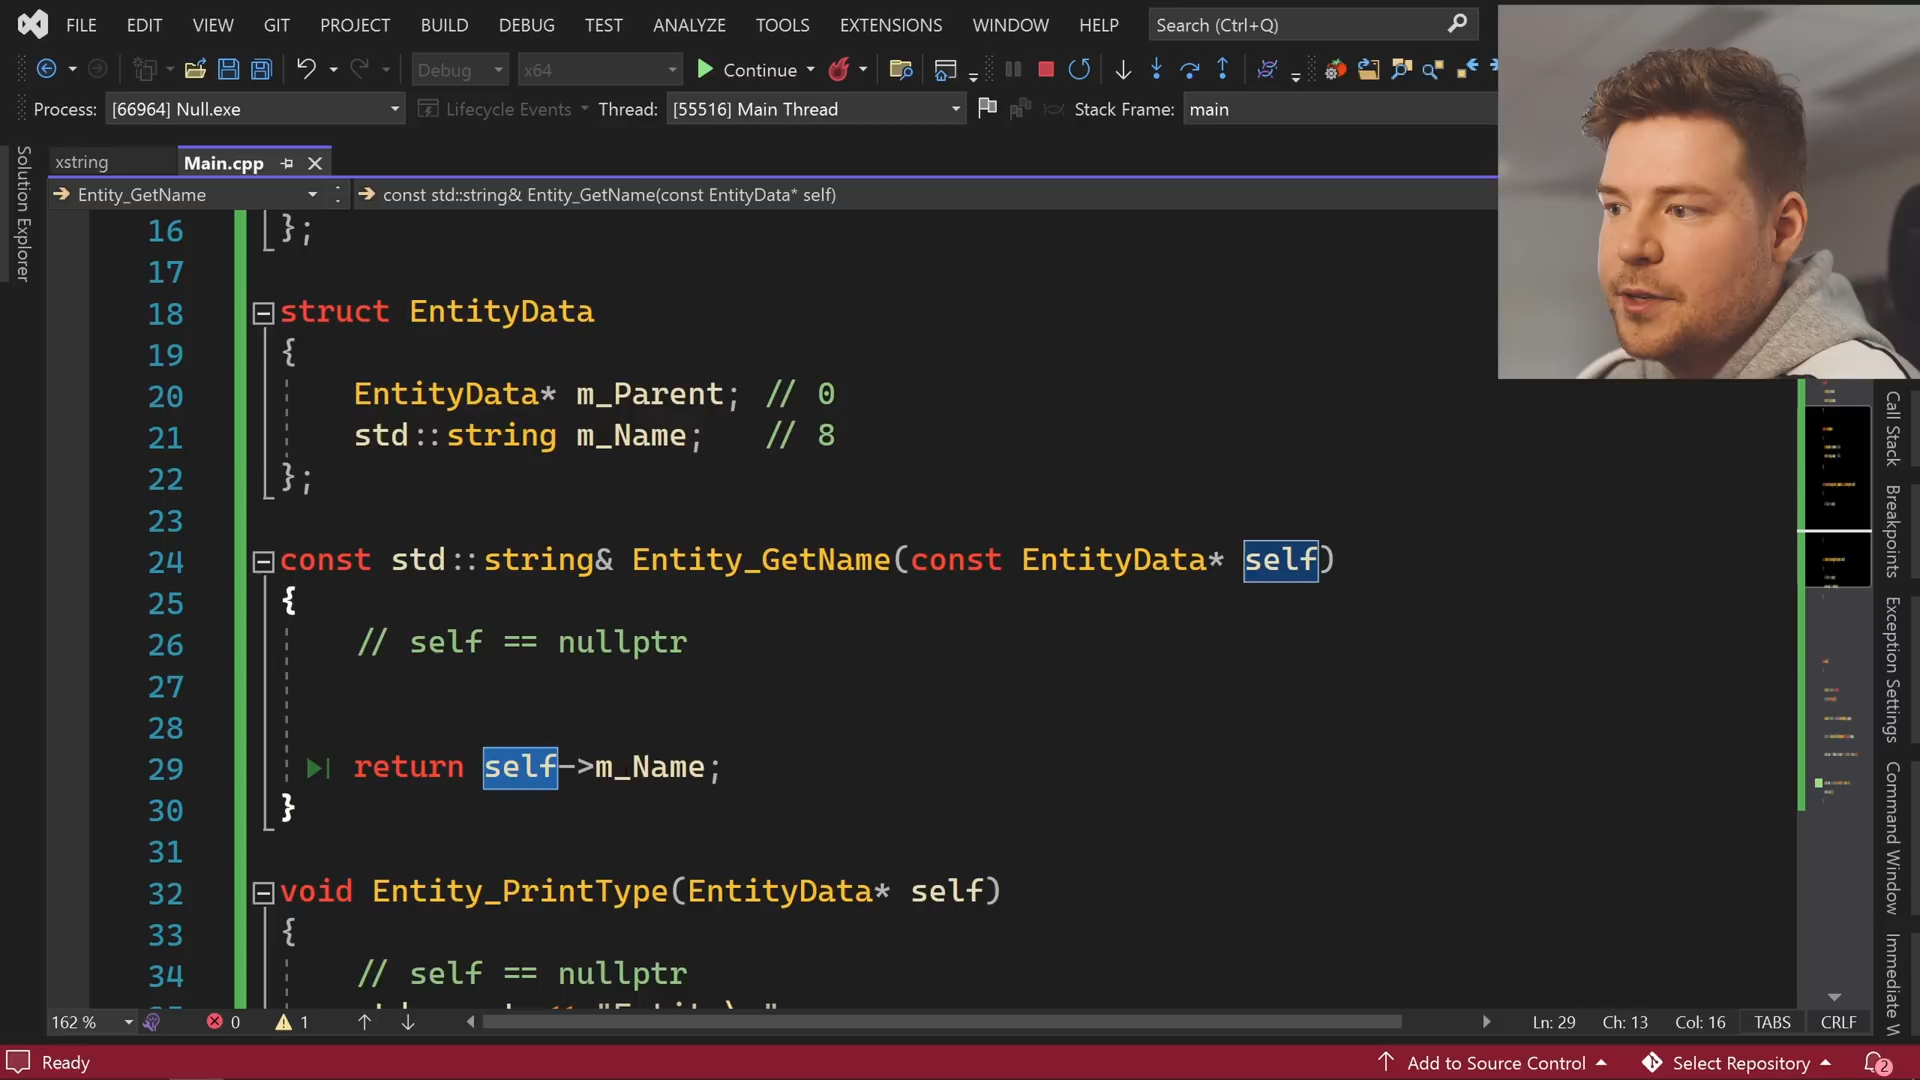 FILE EDIT VIEW GIT PROJECT BUILD DEBUG TEST ANALYZE TOOLS EXTENSIONS WINDOW HELP Search (Ctrl+Q)
Debug x64 Continue
Process: [66964] Null.exe Lifecycle Events Thread: [55516] Main Thread Stack Frame: main
Solution Explorer
xstring Main.cpp
Entity_GetName const std::string& Entity_GetName(const EntityData* self)
16 };
17
18 struct EntityData
19 {
20 EntityData* m_Parent; // 0
21 std::string m_Name; // 8
22 };
23
24 const std::string& Entity_GetName(const EntityData* self)
25 {
26 // self == nullptr
27
28
29 return self->m_Name;
30 }
31
32 void Entity_PrintType(EntityData* self)
33 {
34 // self == nullptr
Call Stack
Breakpoints
Exception Settings
Command Window
Immediate W
162 % 0 1 Ln: 29 Ch: 13 Col: 16 TABS CRLF
Ready Add to Source Control Select Repository 2